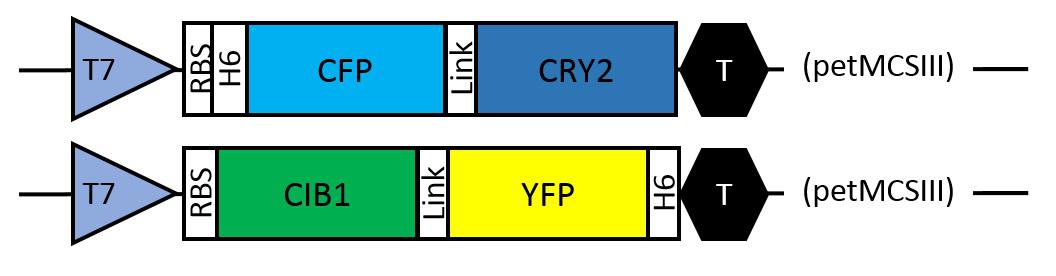 T7 RBS H6 CFP Link CRY2 T (petMCSIII)
T7 RBS CIB1 Link YFP H6 T (petMCSIII)